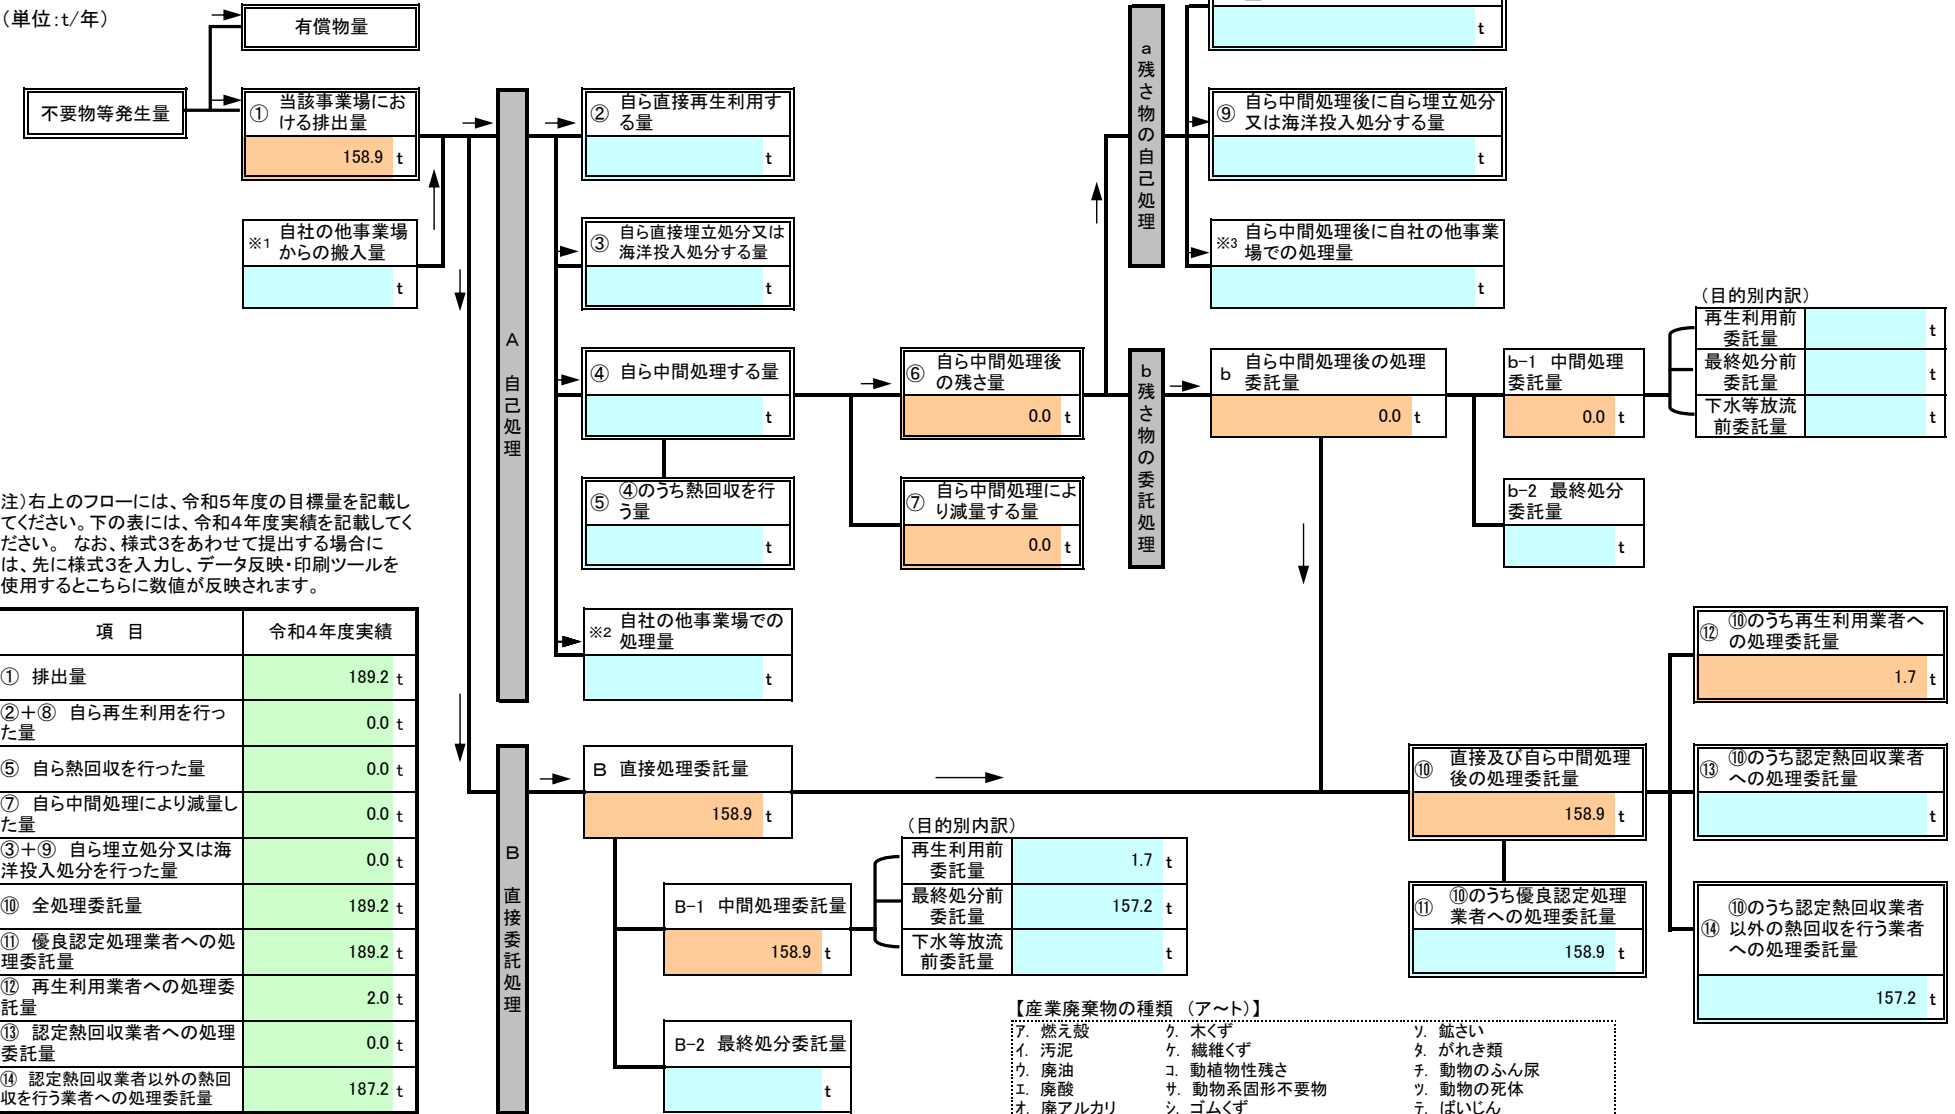 （単位：t/年）
有償物量
不要物等発生量
① 当該事業場にお
ける排出量
158.9 t
※1 自社の他事業場
からの搬入量
t
A 自己処理
② 自ら直接再生利用す
る量
t
③ 自ら直接埋立処分又は
海洋投入処分する量
t
④ 自ら中間処理する量
t
⑤ ④のうち熱回収を行
う量
t
※2 自社の他事業場での
処理量
t
⑥ 自ら中間処理後
の残さ量
0.0 t
⑦ 自ら中間処理によ
り減量する量
0.0 t
a残さ物の自己処理
t
⑨ 自ら中間処理後に自ら埋立処分
又は海洋投入処分する量
t
※3 自ら中間処理後に自社の他事業
場での処理量
t
b残さ物の委託処理
b 自ら中間処理後の処理
委託量
0.0 t
b-1 中間処理
委託量
0.0 t
b-2 最終処分
委託量
t
（目的別内訳）
再生利用前
委託量
t
最終処分前
委託量
t
下水等放流
前委託量
t
注）右上のフローには、令和5年度の目標量を記載し
てください。下の表には、令和4年度実績を記載してく
ださい。 なお、様式3をあわせて提出する場合に
は、先に様式3を入力し、データ反映・印刷ツールを
使用するとこちらに数値が反映されます。
項 目 令和4年度実績
① 排出量 189.2 t
②＋⑧ 自ら再生利用を行っ
た量 0.0 t
⑤ 自ら熱回収を行った量 0.0 t
⑦ 自ら中間処理により減量し
た量 0.0 t
③＋⑨ 自ら埋立処分又は海
洋投入処分を行った量 0.0 t
⑩ 全処理委託量 189.2 t
⑪ 優良認定処理業者への処
理委託量 189.2 t
⑫ 再生利用業者への処理委
託量 2.0 t
⑬ 認定熱回収業者への処理
委託量 0.0 t
⑭ 認定熱回収業者以外の熱回
収を行う業者への処理委託量 187.2 t
B 直接委託処理
B 直接処理委託量
158.9 t
B-1 中間処理委託量
158.9 t
B-2 最終処分委託量
t
（目的別内訳）
再生利用前
委託量
1.7 t
最終処分前
委託量
157.2 t
下水等放流
前委託量
t
⑩ 直接及び自ら中間処理
後の処理委託量
158.9 t
⑪ ⑩のうち優良認定処理
業者への処理委託量
158.9 t
⑫ ⑩のうち再生利用業者へ
の処理委託量
1.7 t
⑬ ⑩のうち認定熱回収業者
への処理委託量
t
⑭ ⑩のうち認定熱回収業者
以外の熱回収を行う業者
への処理委託量
157.2 t
【産業廃棄物の種類 （ア～ト）】
ア. 燃え殻 ク. 木くず ソ. 鉱さい
イ. 汚泥 ケ. 繊維くず タ. がれき類
ウ. 廃油 コ. 動植物性残さ チ. 動物のふん尿
エ. 廃酸 サ. 動物系固形不要物 ツ. 動物の死体
オ. 廃アルカリ シ. ゴムくず テ. ばいじん